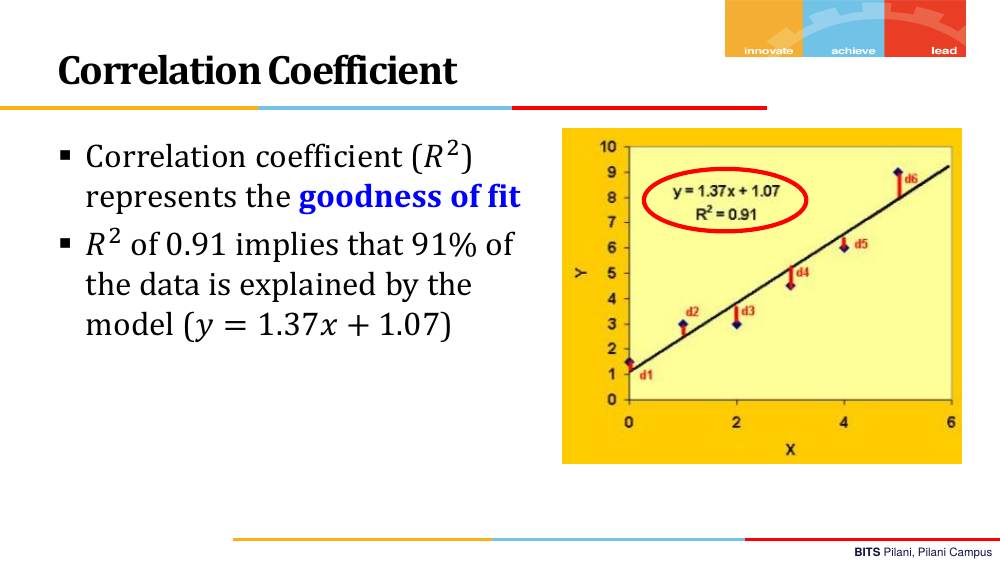 innovate achieve lead
Correlation Coefficient
▪ Correlation coefficient (R²)
represents the goodness of fit
▪ R² of 0.91 implies that 91% of
the data is explained by the
model (y = 1.37x + 1.07)
10
9
8
7
6
5
4
3
2
1
0
Y
y = 1.37x + 1.07
R² = 0.91
d1
d2
d3
d4
d5
d6
0 2 4 6
X
BITS Pilani, Pilani Campus